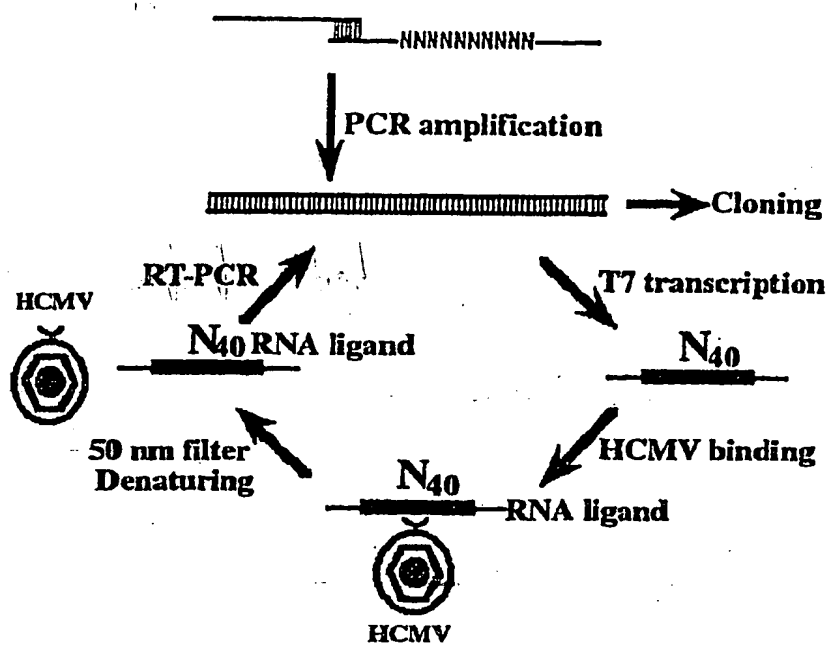 NNNNNNNNNNN
PCR amplification
Cloning
RT-PCR
T7 transcription
HCMV
N40 RNA ligand
N40
50 nm filter
Denaturing
HCMV binding
N40
RNA ligand
HCMV